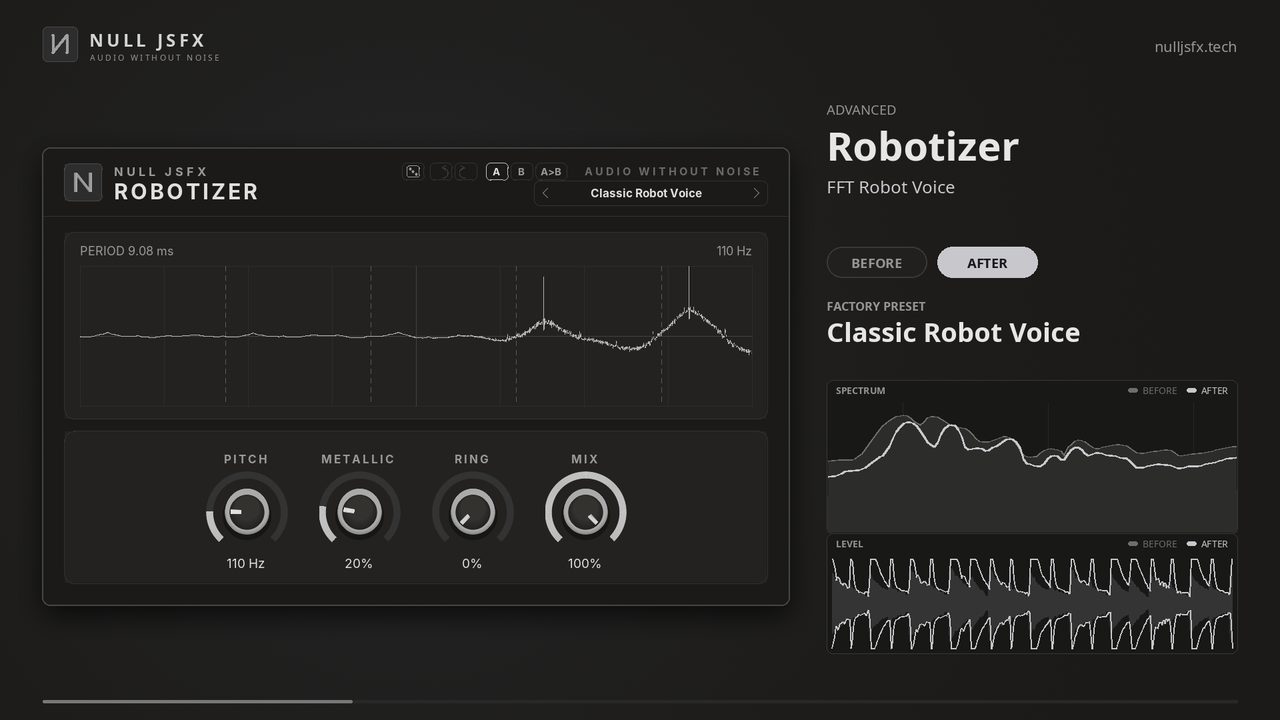 NULL JSFX
AUDIO WITHOUT NOISE
nulljsfx.tech
N
NULL JSFX
ROBOTIZER
A B A>B
AUDIO WITHOUT NOISE
Classic Robot Voice
PERIOD 9.08 ms
110 Hz
PITCH METALLIC RING MIX
110 Hz 20% 0% 100%
ADVANCED
Robotizer
FFT Robot Voice
BEFORE AFTER
FACTORY PRESET
Classic Robot Voice
SPECTRUM BEFORE AFTER
LEVEL BEFORE AFTER